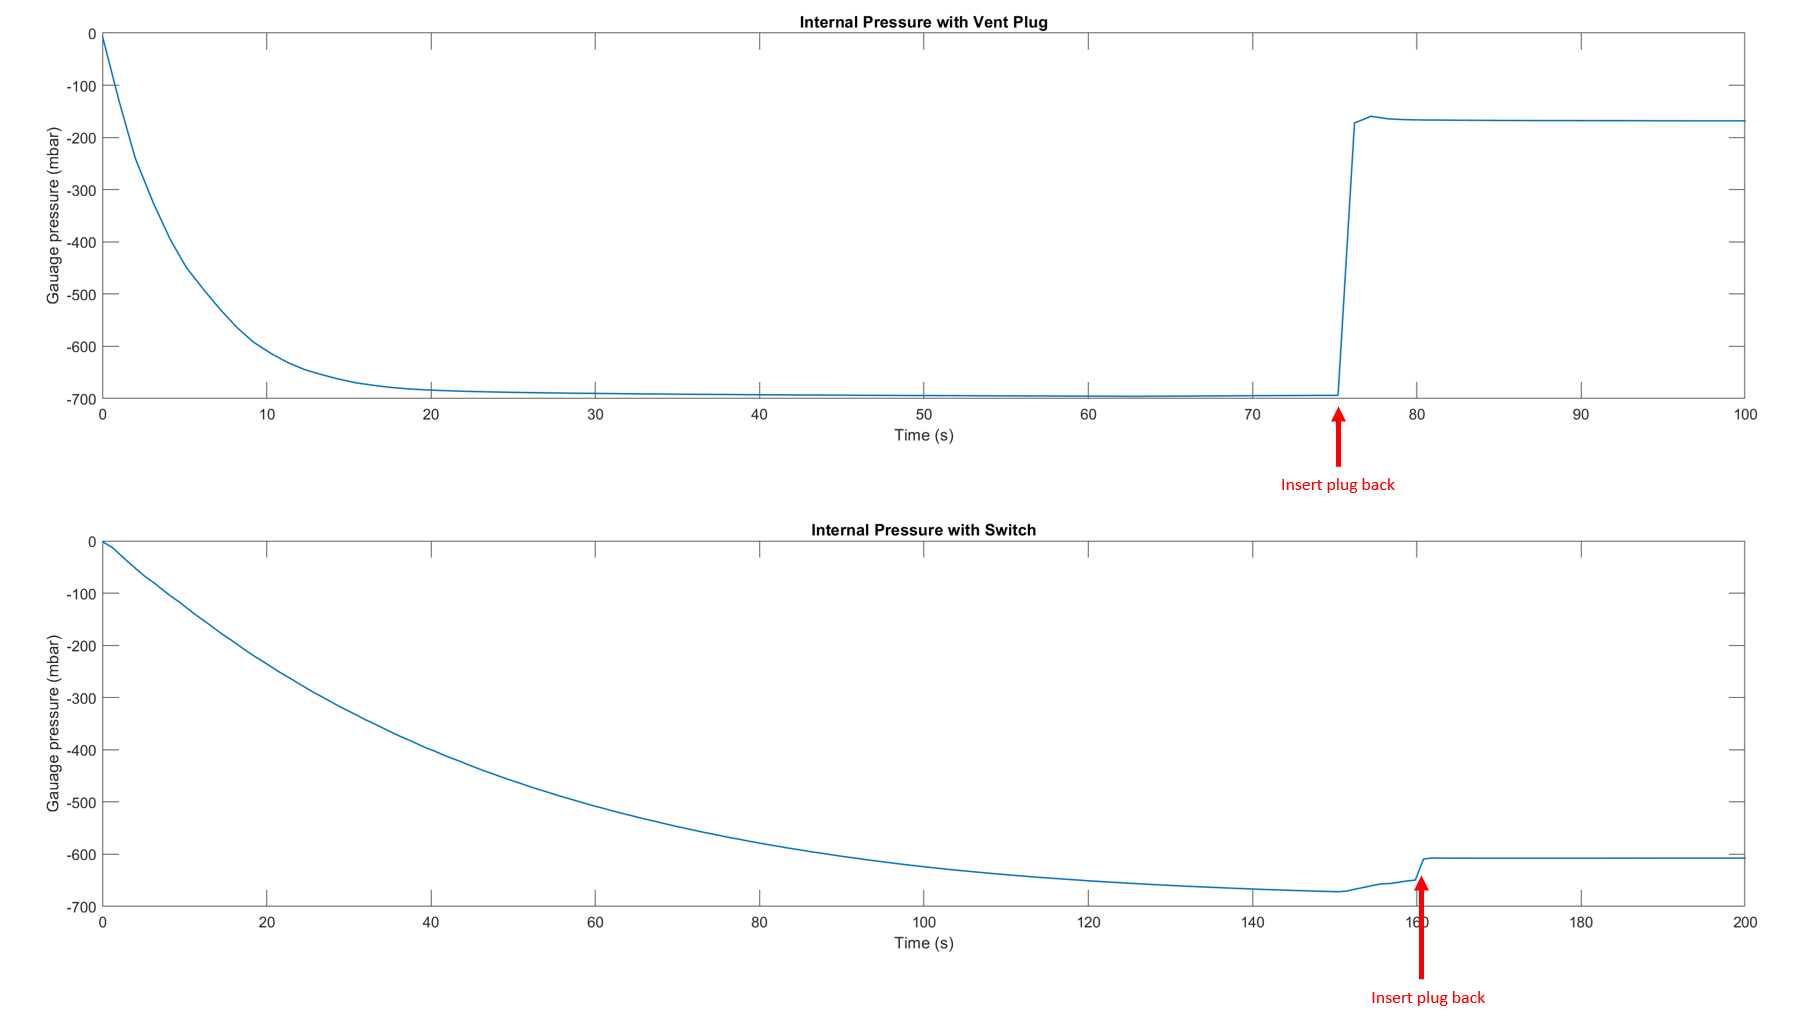 Internal Pressure with Vent Plug
0
-100
-200
-300
-400
-500
-600
-700
Gauage pressure (mbar)
0 10 20 30 40 50 60 70 80 90 100
Time (s)
Insert plug back
Internal Pressure with Switch
0
-100
-200
-300
-400
-500
-600
-700
Gauage pressure (mbar)
0 20 40 60 80 100 120 140 160 180 200
Time (s)
Insert plug back